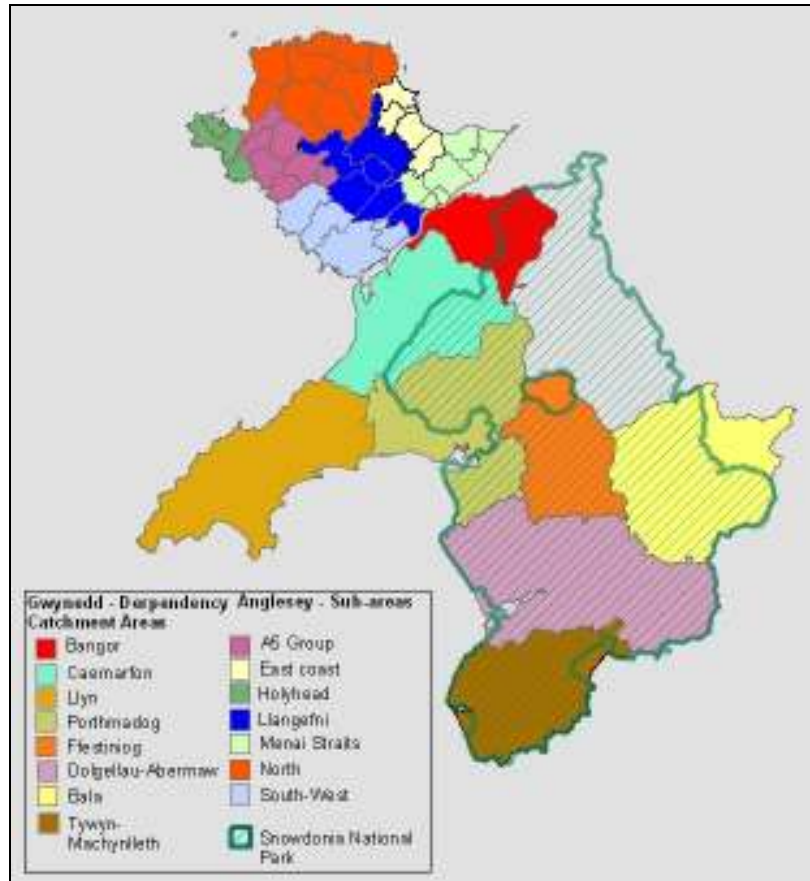 Gwynedd - Dependency Catchment Areas
Bangor
Caernarfon
Llyn
Porthmadog
Ffestiniog
Dolgellau-Abermaw
Bala
Tywyn-
Machynlleth
Anglesey - Sub-areas
A5 Group
East coast
Holyhead
Llangefni
Menai Straits
North
South-West
Snowdonia National
Park